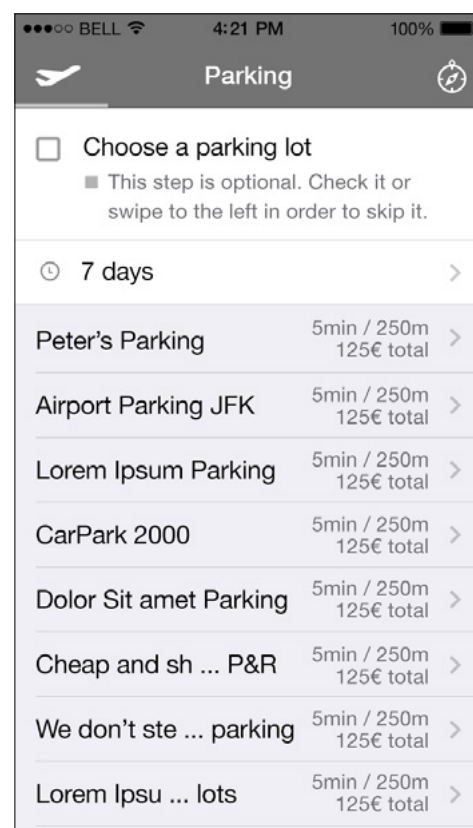 BELL 4:21 PM 100%
Parking
Choose a parking lot
This step is optional. Check it or
swipe to the left in order to skip it.
7 days
Peter's Parking 5min / 250m
125€ total
Airport Parking JFK 5min / 250m
125€ total
Lorem Ipsum Parking 5min / 250m
125€ total
CarPark 2000 5min / 250m
125€ total
Dolor Sit amet Parking 5min / 250m
125€ total
Cheap and sh ... P&R 5min / 250m
125€ total
We don't ste ... parking 5min / 250m
125€ total
Lorem Ipsu ... lots 5min / 250m
125€ total